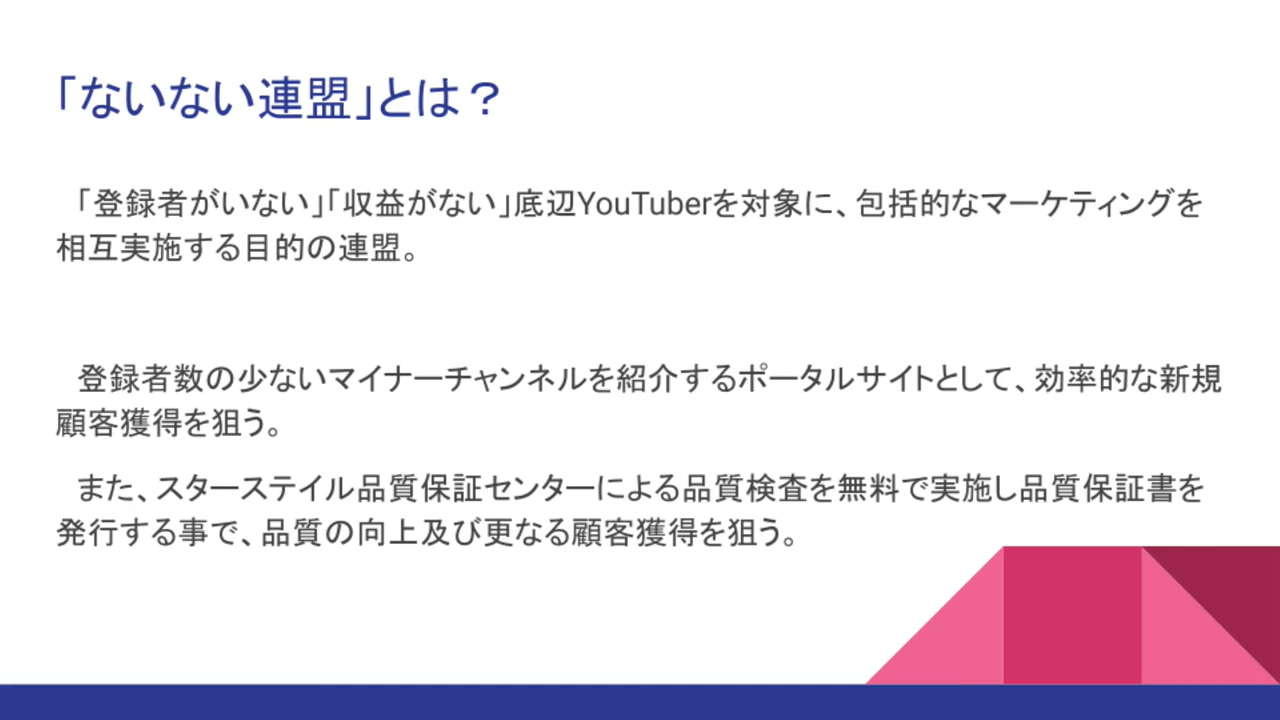 「ないない連盟」とは？
「登録者がいない」「収益がない」底辺YouTuberを対象に、包括的なマーケティングを
相互実施する目的の連盟。
登録者数の少ないマイナーチャンネルを紹介するポータルサイトとして、効率的な新規
顧客獲得を狙う。
また、スターステイル品質保証センターによる品質検査を無料で実施し品質保証書を
発行する事で、品質の向上及び更なる顧客獲得を狙う。